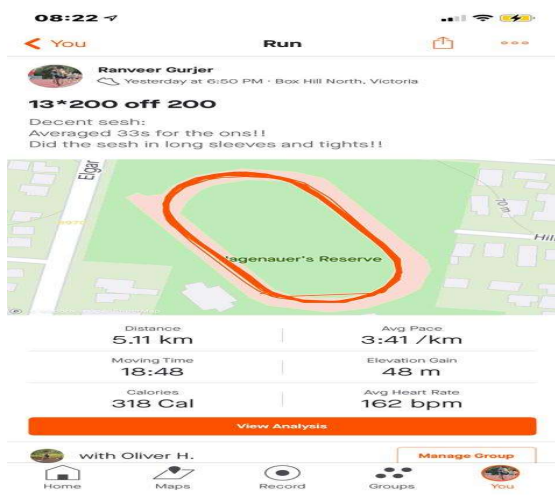 08:22
You
Run
Ranveer Gurjer
Yesterday at 6:50 PM · Box Hill North, Victoria
13*200 off 200
Decent sesh:
Averaged 33s for the ons!!
Did the sesh in long sleeves and tights!!
Elgar
70m
Hill
agenauer's Reserve
Distance
5.11 km
Avg Pace
3:41 /km
Moving Time
18:48
Elevation Gain
48 m
Calories
318 Cal
Avg Heart Rate
162 bpm
View Analysis
with Oliver H.
Manage Group
Home
Maps
Record
Groups
You